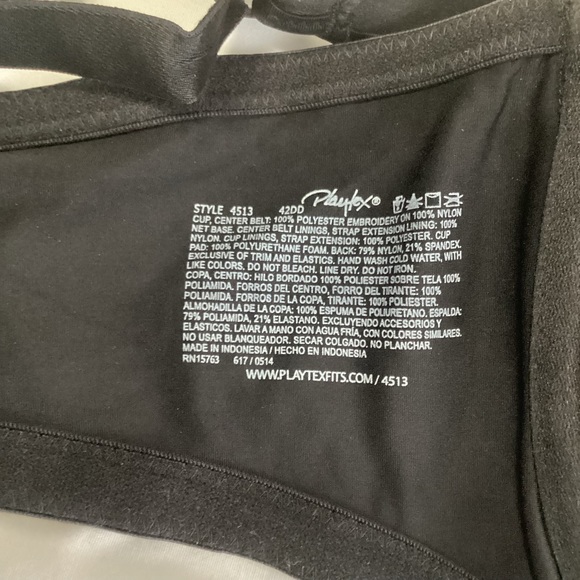 STYLE 4513 42DD Playtex®
CUP, CENTER BELT: 100% POLYESTER EMBROIDERY ON 100% NYLON
NET BASE. CENTER BELT LININGS, STRAP EXTENSION LINING: 100%
NYLON. CUP LININGS, STRAP EXTENSION: 100% POLYESTER. CUP
PAD: 100% POLYURETHANE FOAM. BACK: 79% NYLON, 21% SPANDEX.
EXCLUSIVE OF TRIM AND ELASTICS. HAND WASH COLD WATER, WITH
LIKE COLORS. DO NOT BLEACH. LINE DRY. DO NOT IRON.
COPA, CENTRO: HILO BORDADO 100% POLIESTER SOBRE TELA 100%
POLIAMIDA. FORROS DEL CENTRO, FORRO DEL TIRANTE: 100%
POLIAMIDA. FORROS DE LA COPA, TIRANTE: 100% POLIESTER.
ALMOHADILLA DE LA COPA: 100% ESPUMA DE POLIURETANO. ESPALDA:
79% POLIAMIDA, 21% ELASTANO. EXCLUYENDO ACCESORIOS Y
ELASTICOS. LAVAR A MANO CON AGUA FRÍA, CON COLORES SIMILARES.
NO USAR BLANQUEADOR. SECAR COLGADO. NO PLANCHAR.
MADE IN INDONESIA / HECHO EN INDONESIA
RN15763 617 / 0514
WWW.PLAYTEXFITS.COM / 4513